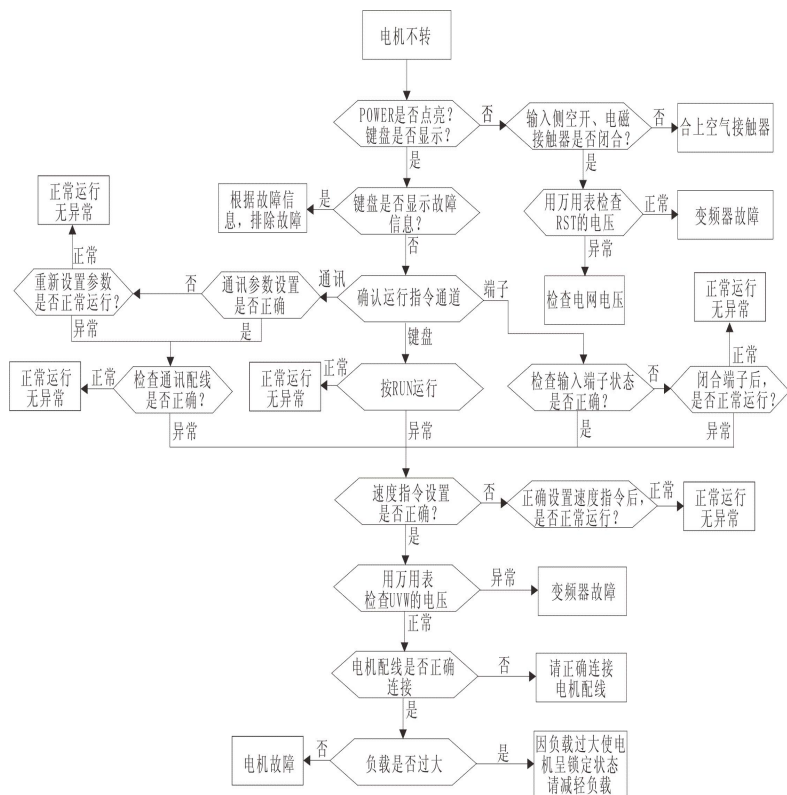 电机不转
POWER是否点亮？
键盘是否显示？
否
输入侧空开、电磁
接触器是否闭合？
否
合上空气接触器
是
是
正常运行
无异常
根据故障信
息，排除故障
是
键盘是否显示故障
信息？
用万用表检查
RST的电压
正常
变频器故障
正常
否
异常
重新设置参数
是否正常运行？
否
通讯参数设置
是否正确
通讯
确认运行指令通道
端子
检查电网电压
正常运行
无异常
异常
是
键盘
正常
正常运行
无异常
正常
检查通讯配线
是否正确？
正常运行
无异常
正常
按RUN运行
检查输入端子状态
是否正确？
否
闭合端子后，
是否正常运行？
异常
异常
是
异常
速度指令设置
是否正确？
否
正确设置速度指令后，
是否正常运行？
正常
正常运行
无异常
是
用万用表
检查UVW的电压
异常
变频器故障
正常
电机配线是否正确
连接
否
请正确连接
电机配线
是
电机故障
否
负载是否过大
是
因负载过大使电
机呈锁定状态
请减轻负载